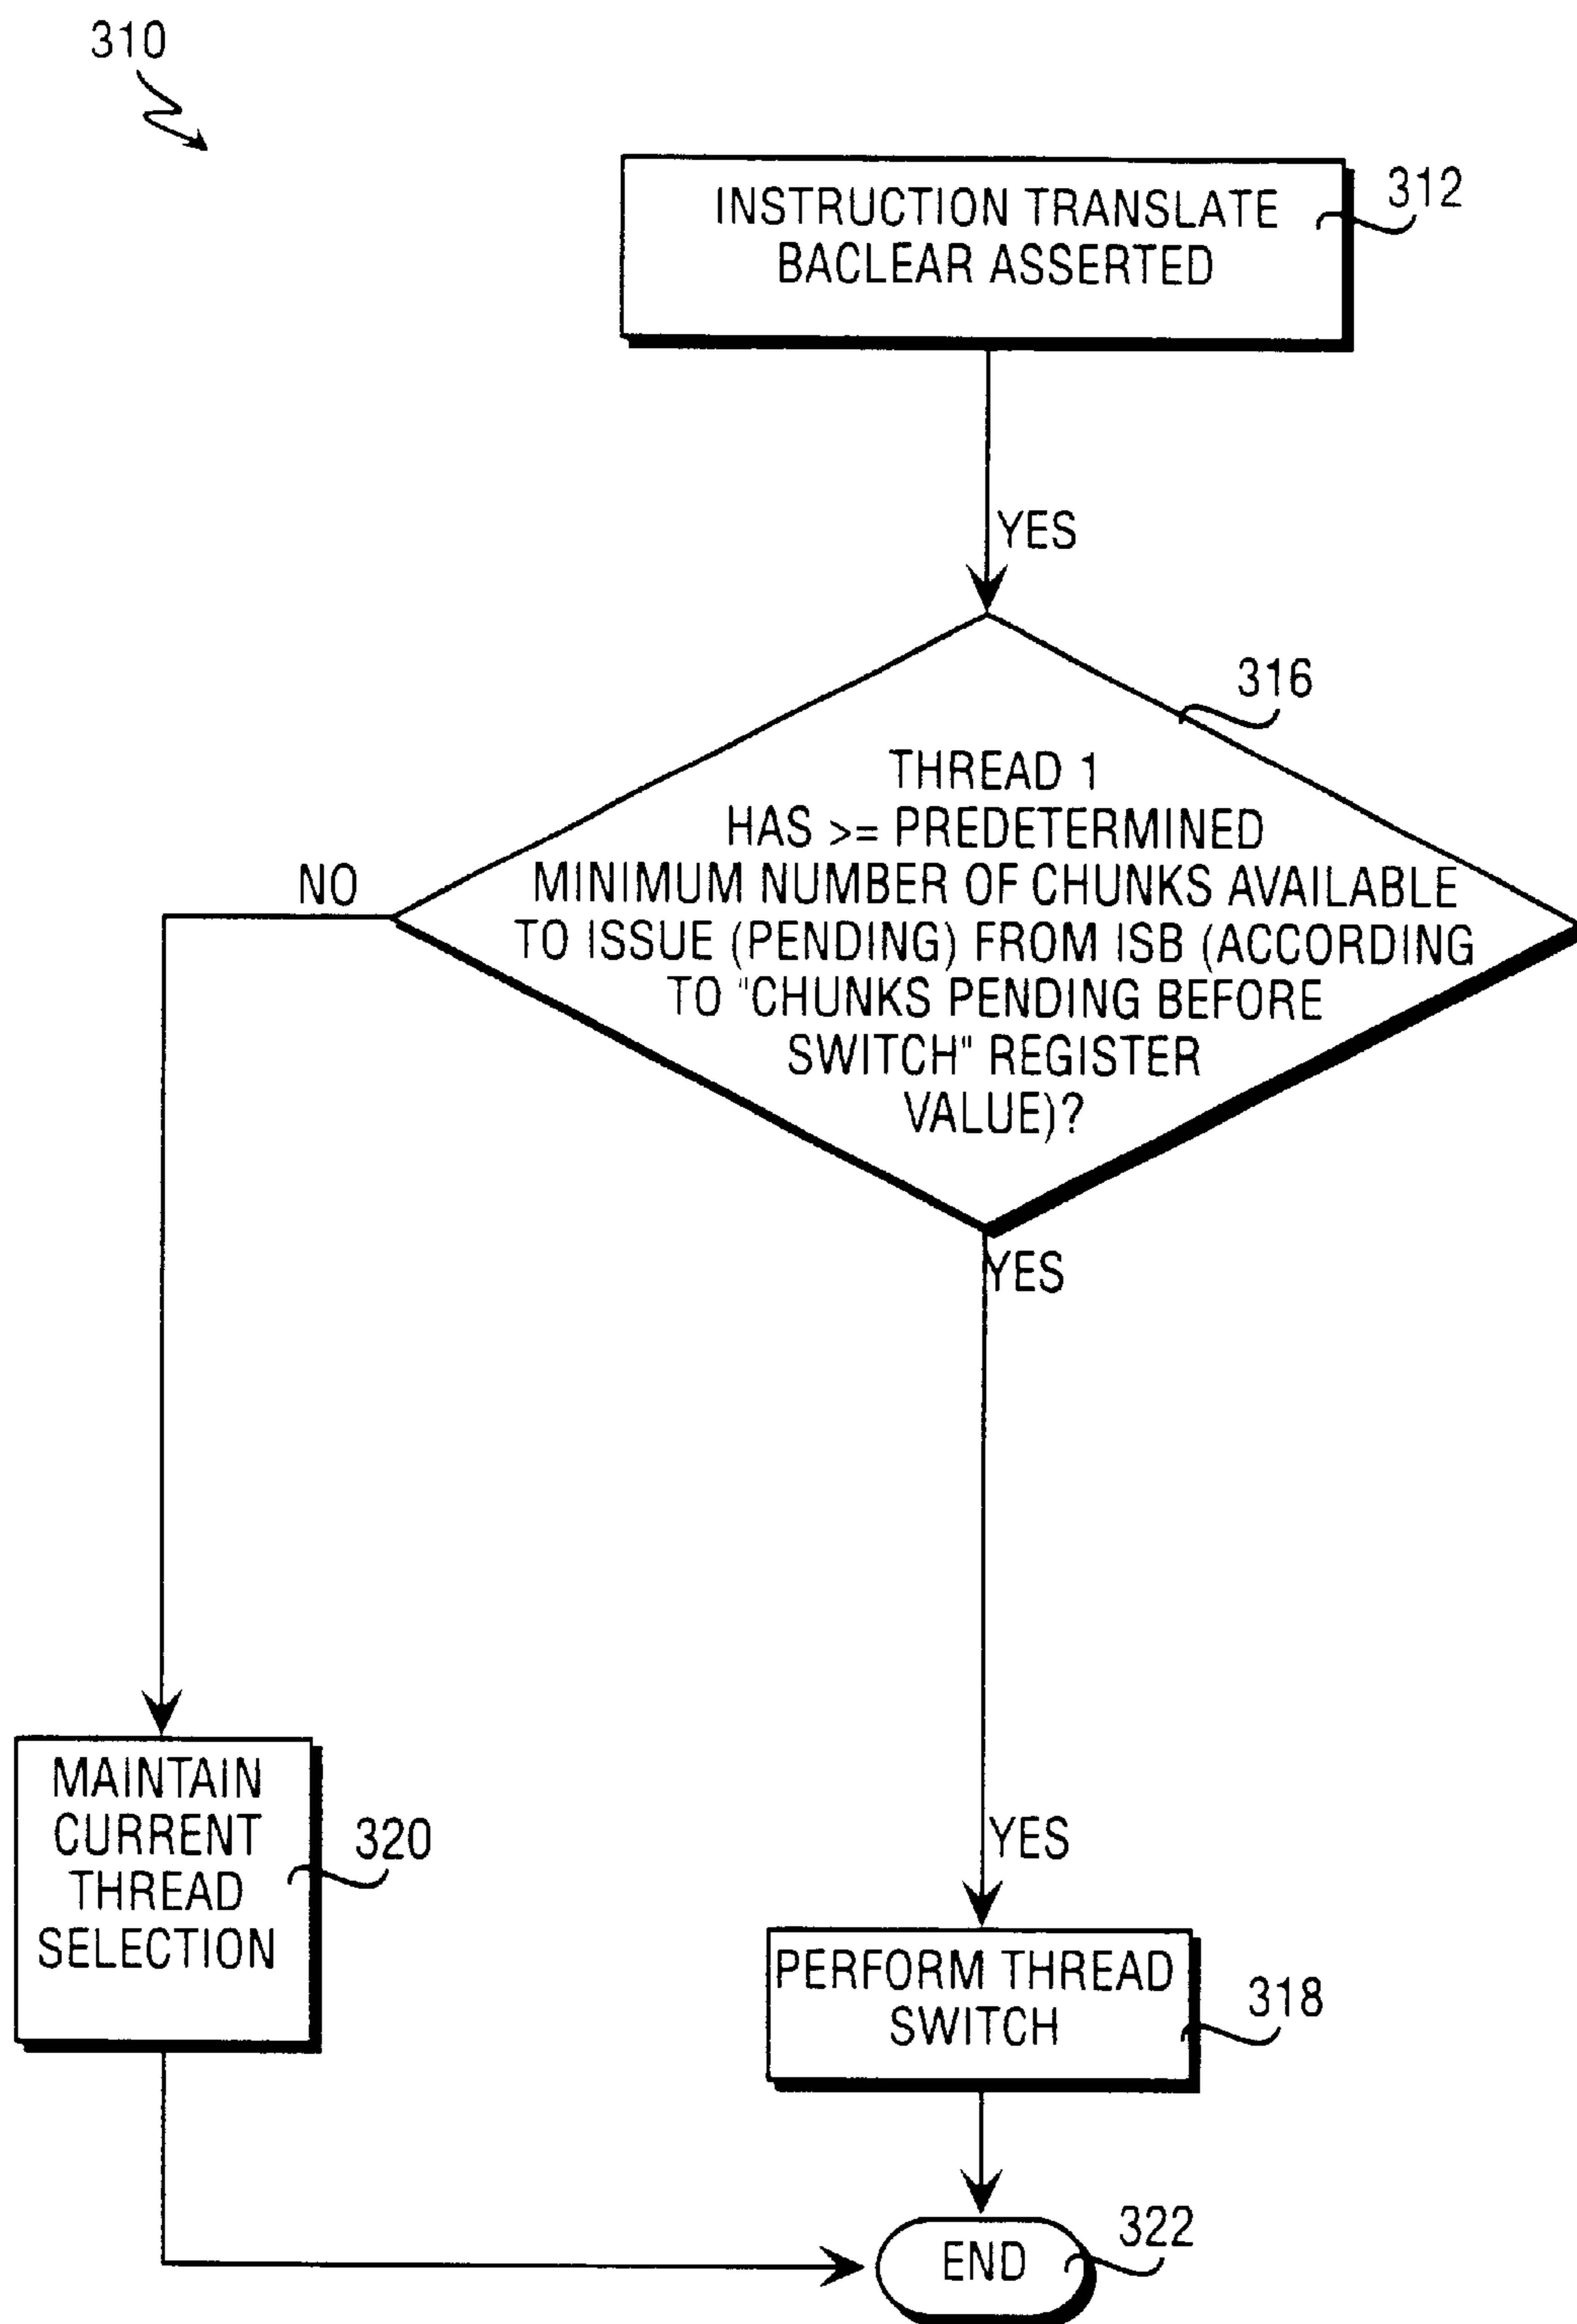 310
INSTRUCTION TRANSLATE
BACLEAR ASSERTED
312
YES
316
THREAD 1
HAS >= PREDETERMINED
MINIMUM NUMBER OF CHUNKS AVAILABLE
TO ISSUE (PENDING) FROM ISB (ACCORDING
TO "CHUNKS PENDING BEFORE
SWITCH" REGISTER
VALUE)?
NO
YES
MAINTAIN
CURRENT
THREAD
SELECTION
320
YES
PERFORM THREAD
SWITCH
318
END
322